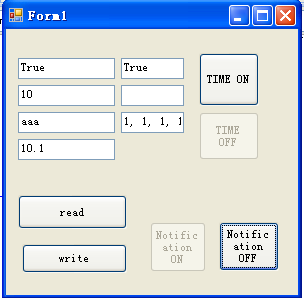 Form1
True
True
TIME ON
10
aaa
1, 1, 1, 1
TIME
OFF
10.1
read
write
Notific
ation
ON
Notific
ation
OFF